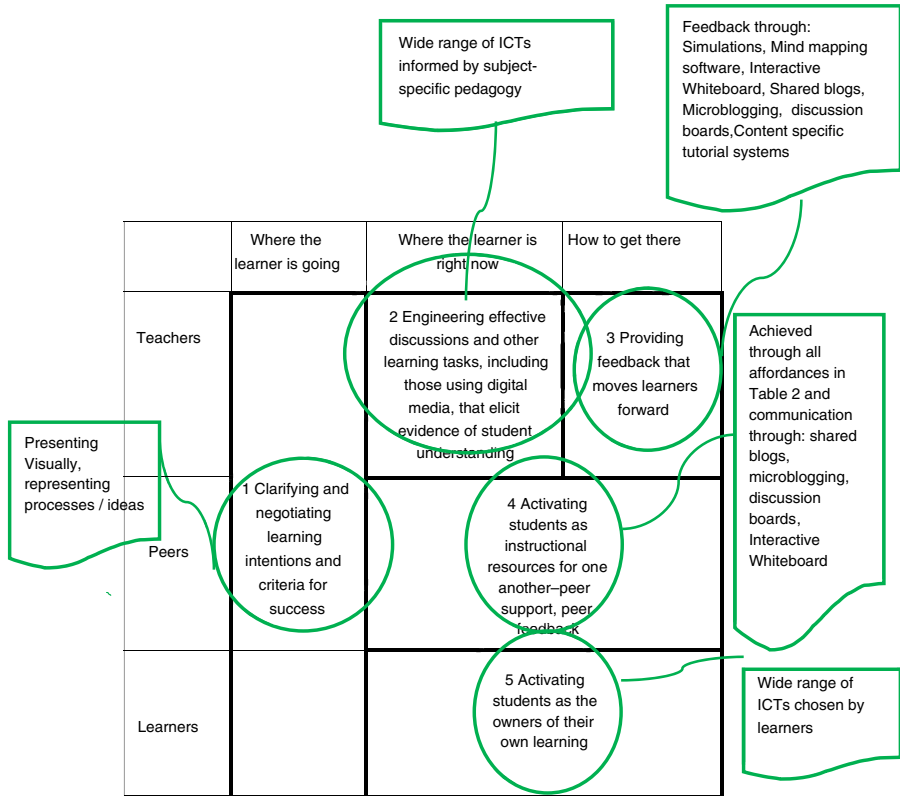 Wide range of ICTs
informed by subject-
specific pedagogy
Feedback through:
Simulations, Mind mapping
software, Interactive
Whiteboard, Shared blogs,
Microblogging, discussion
boards,Content specific
tutorial systems
Where the
learner is going
Where the learner is
right now
How to get there
Teachers
2 Engineering effective
discussions and other
learning tasks, including
those using digital
media, that elicit
evidence of student
understanding
3 Providing
feedback that
moves learners
forward
Achieved
through all
affordances in
Table 2 and
communication
through: shared
blogs,
microblogging,
discussion
boards,
Interactive
Whiteboard
Presenting
Visually,
representing
processes / ideas
Peers
1 Clarifying and
negotiating
learning
intentions and
criteria for
success
4 Activating
students as
instructional
resources for one
another–peer
support, peer
feedback
Learners
5 Activating
students as the
owners of their
own learning
Wide range of
ICTs chosen by
learners